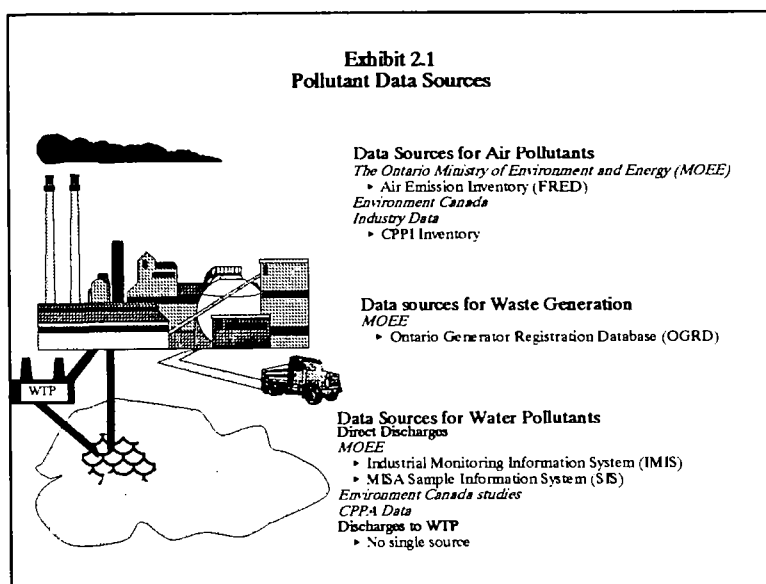 Exhibit 2.1
Pollutant Data Sources
Data Sources for Air Pollutants
The Ontario Ministry of Environment and Energy (MOEE)
‣ Air Emission Inventory (FRED)
Environment Canada
Industry Data
‣ CPPI Inventory
Data sources for Waste Generation
MOEE
‣ Ontario Generator Registration Database (OGRD)
WTP
Data Sources for Water Pollutants
Direct Discharges
MOEE
‣ Industrial Monitoring Information System (IMIS)
‣ MISA Sample Information System (SIS)
Environment Canada studies
CPPA Data
Discharges to WTP
‣ No single source